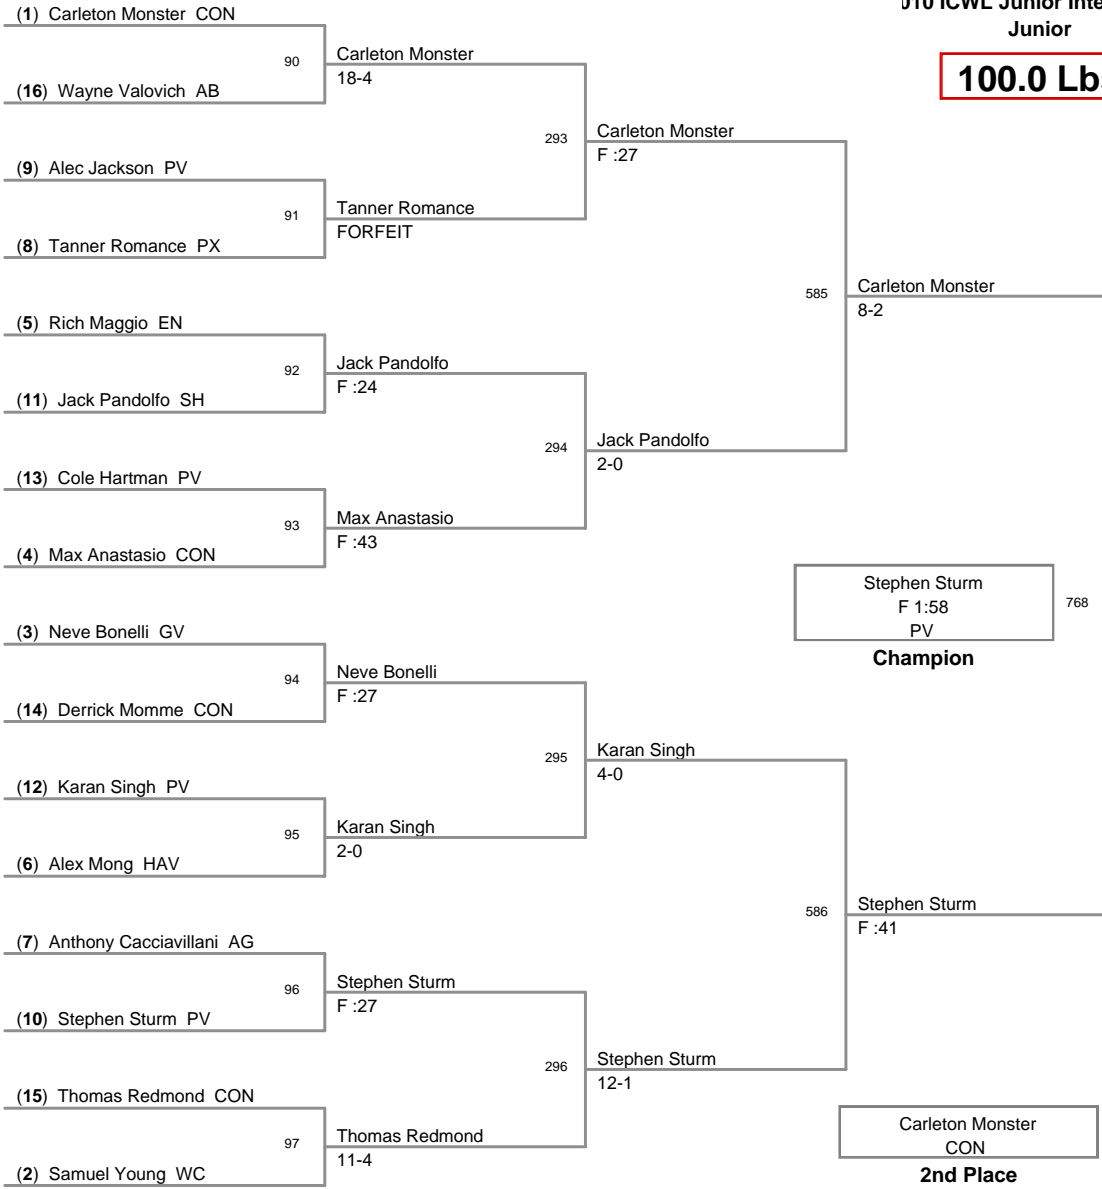 (1) Carleton Monster CON
90
Carleton Monster
18-4
(16) Wayne Valovich AB
293
Carleton Monster
F :27
(9) Alec Jackson PV
91
Tanner Romance
FORFEIT
(8) Tanner Romance PX
585
Carleton Monster
8-2
(5) Rich Maggio EN
92
Jack Pandolfo
F :24
(11) Jack Pandolfo SH
294
Jack Pandolfo
2-0
(13) Cole Hartman PV
93
Max Anastasio
F :43
(4) Max Anastasio CON
ICWL Junior
Junior
100.0
Stephen Sturm
F 1:58
PV
768
Champion
(3) Neve Bonelli GV
94
Neve Bonelli
F :27
(14) Derrick Momme CON
295
Karan Singh
4-0
(12) Karan Singh PV
95
Karan Singh
2-0
(6) Alex Mong HAV
586
Stephen Sturm
F :41
(7) Anthony Cacciavillani AG
96
Stephen Sturm
F :27
(10) Stephen Sturm PV
296
Stephen Sturm
12-1
(15) Thomas Redmond CON
97
Thomas Redmond
11-4
(2) Samuel Young WC
Carleton Monster
CON
2nd Place